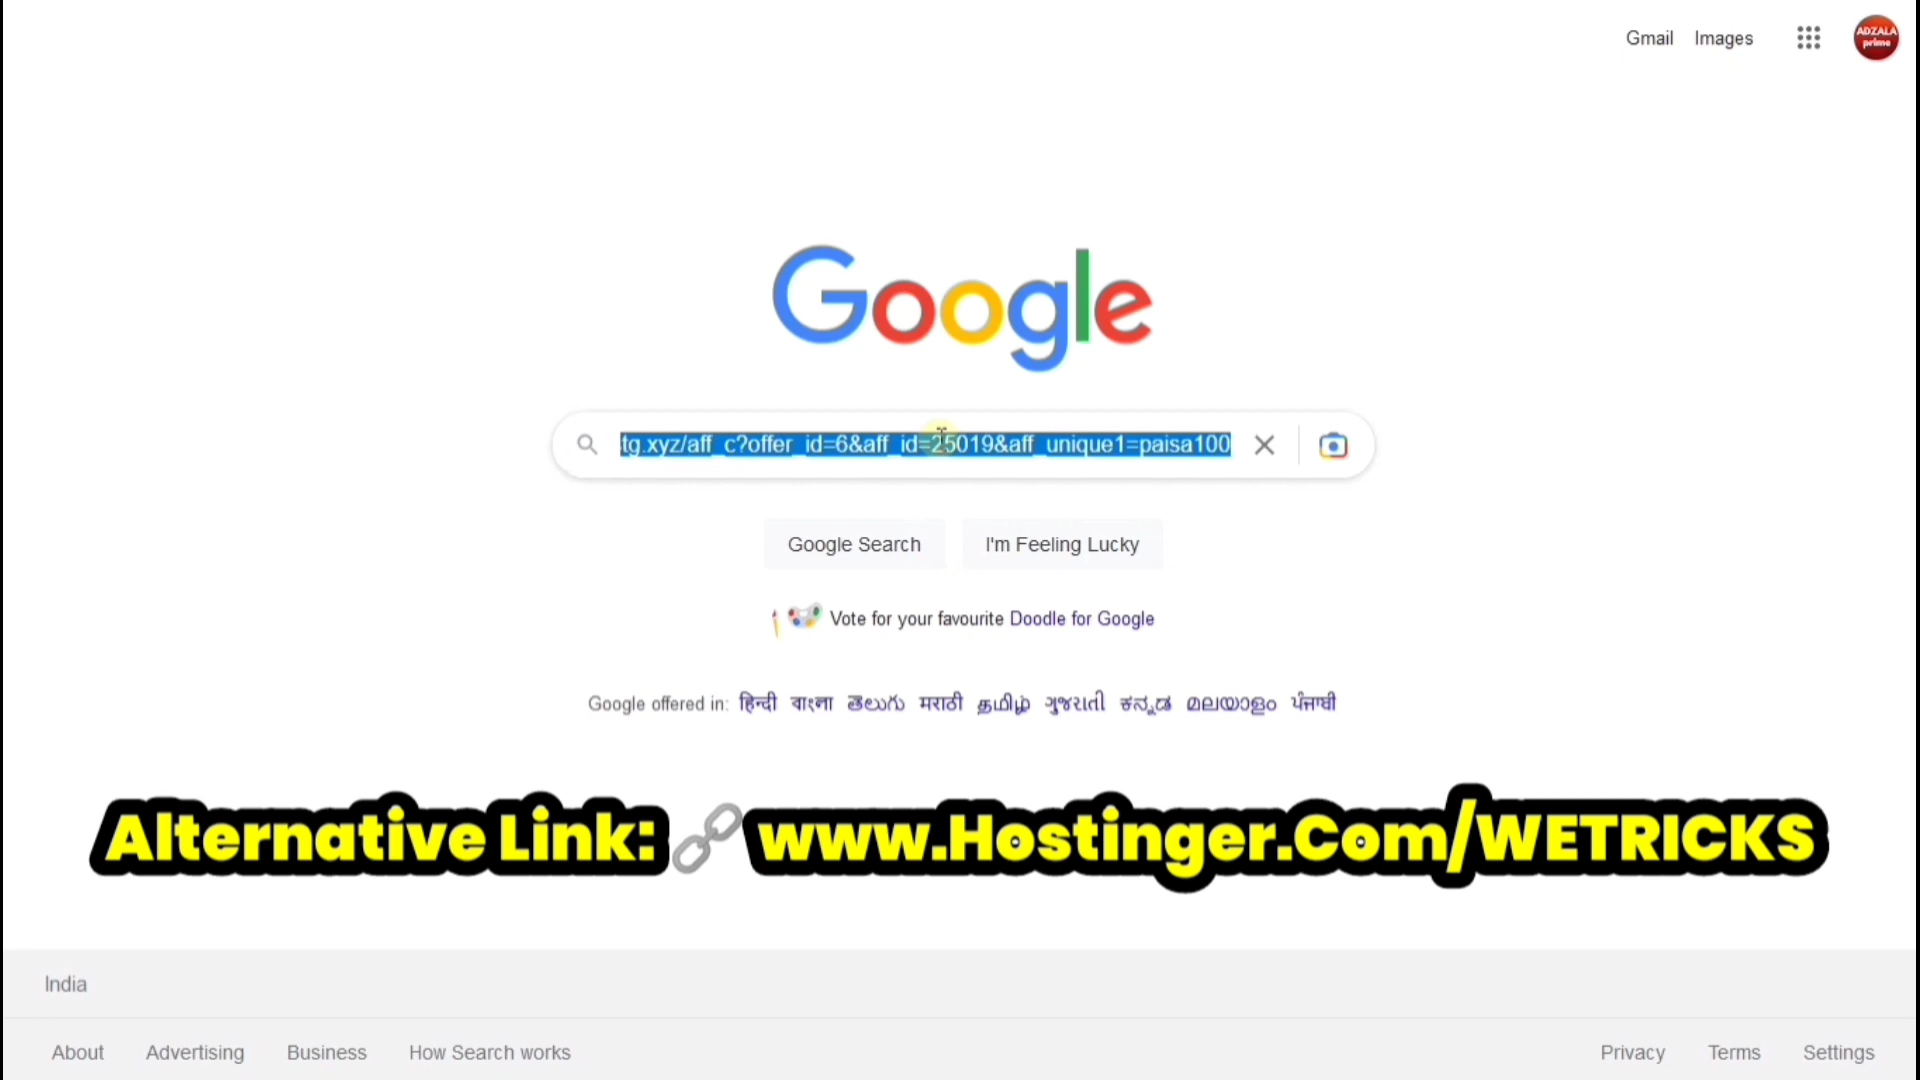 Gmail Images
ADZALA
prime
Google
tg.xyz/aff_c?offer_id=6&aff_id=25019&aff_unique1=paisa100
Google Search I'm Feeling Lucky
Vote for your favourite Doodle for Google
Google offered in: हिन्दी বাংলা తెలుగు मराठी தமிழ் ગુજરાતી ಕನ್ನಡ മലയാളം ਪੰਜਾਬੀ
Alternative Link: www.Hostinger.Com/WETRICKS
India
About Advertising Business How Search works Privacy Terms Settings